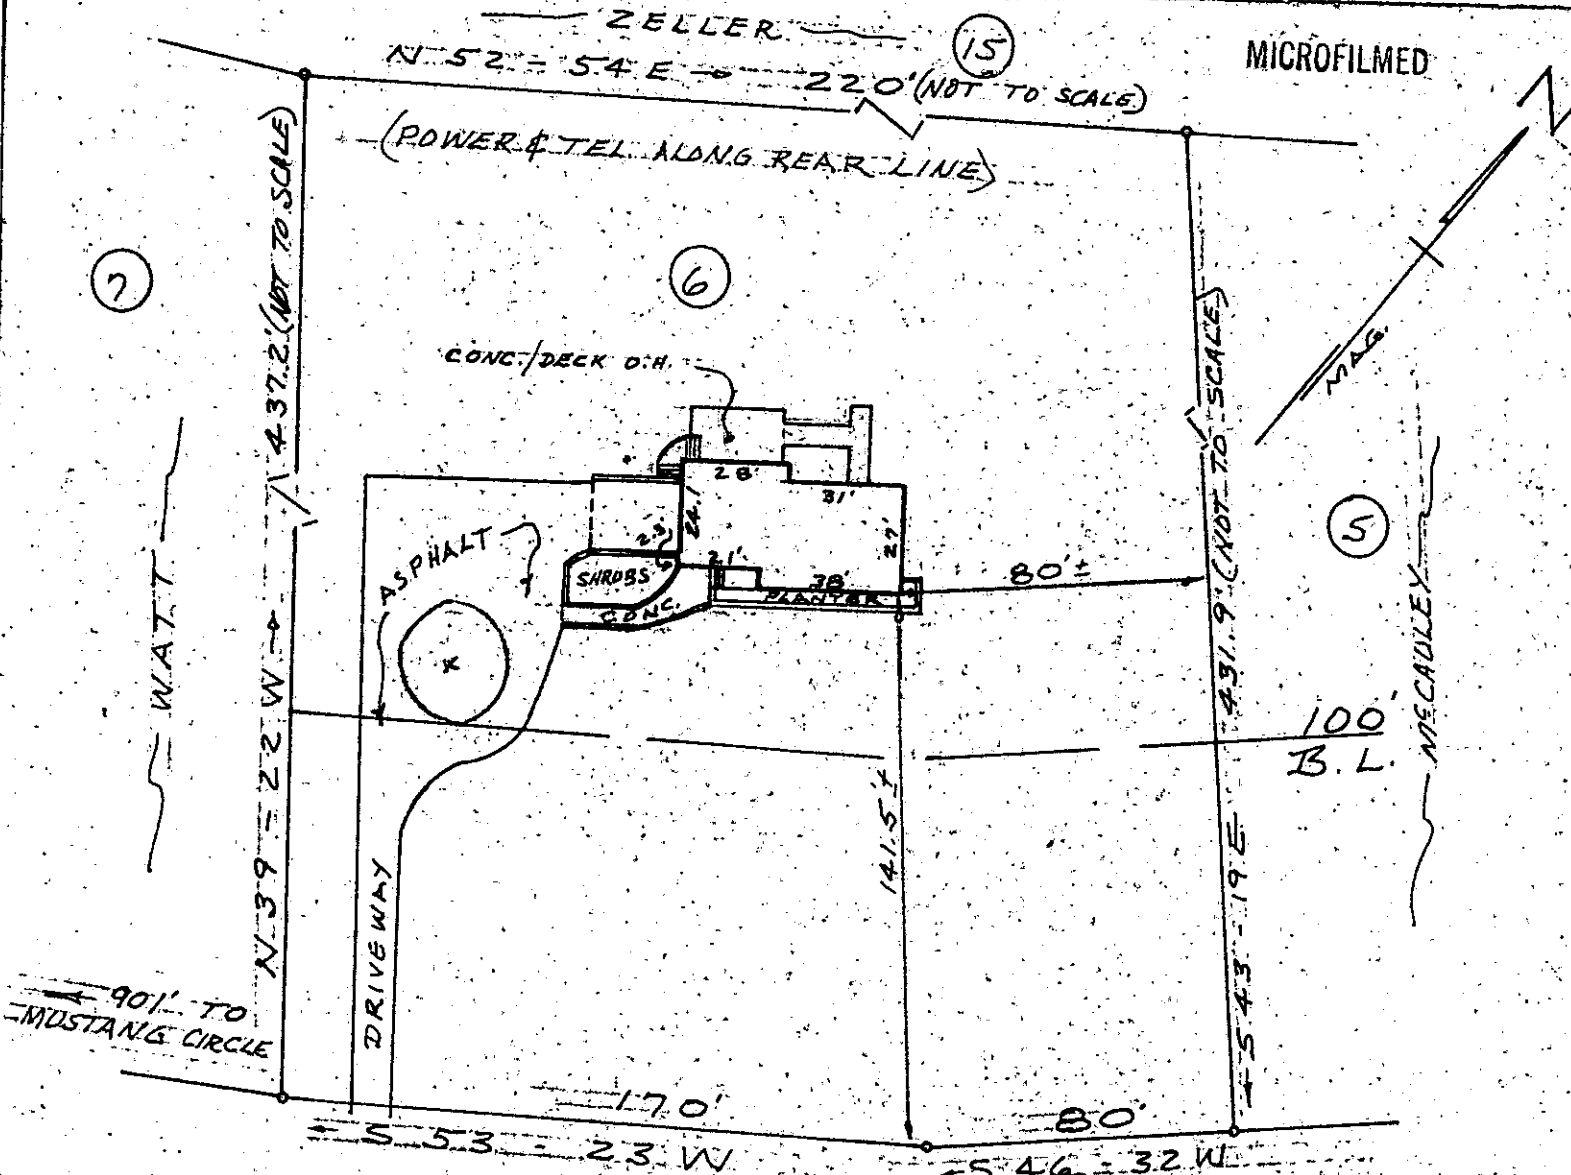 ZELLER
15
MICROFILMED
N 52 - 54 E
220' (NOT TO SCALE)
N
(POWER & TEL. ALONG REAR LINE)
7
6
437.2' (NOT TO SCALE)
CONC./DECK O.H.
MAG.
28'
31'
24.1
27'
2.3'
21'
38'
ASPHALT
SHRUBS
CONC.
PLANTER
80'±
5
431.9' (NOT TO SCALE)
WATT
McCAULEY
X
100'
B.L.
N 39 - 22 W
141.5±
S 43 - 19 E
DRIVEWAY
901' TO
MUSTANG CIRCLE
170'
80'
S 53 - 23 W
S 46 - 32 W